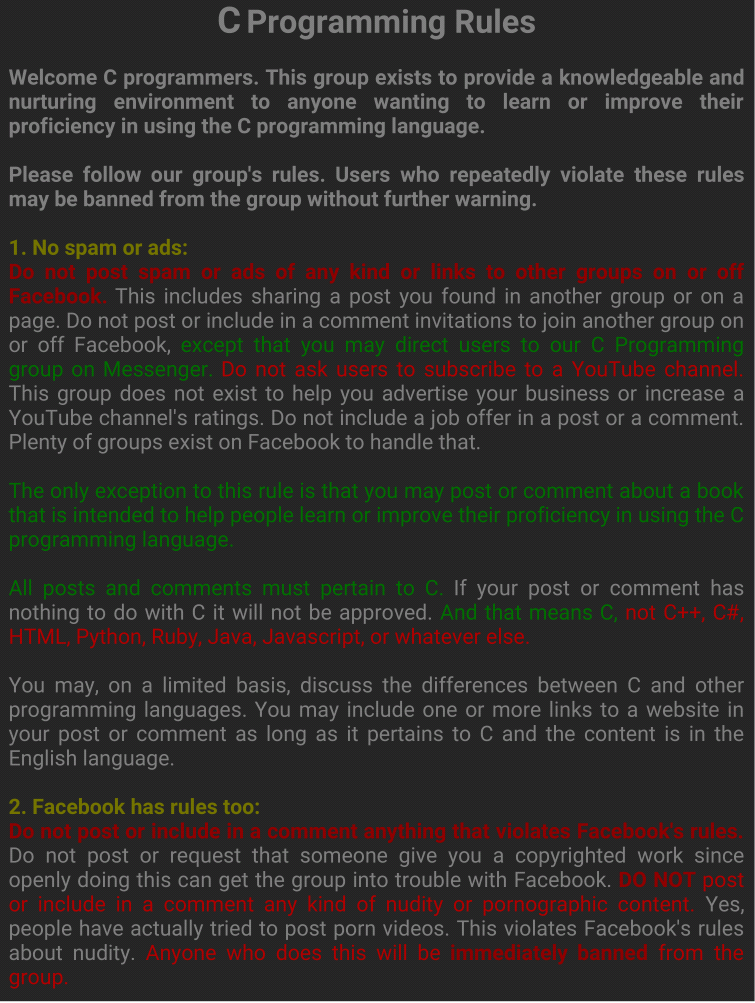 C Programming Rules
Welcome C programmers. This group exists to provide a knowledgeable and
nurturing environment to anyone wanting to learn or improve their
proficiency in using the C programming language.
Please follow our group's rules. Users who repeatedly violate these rules
may be banned from the group without further warning.
1. No spam or ads:
Do not post spam or ads of any kind or links to other groups on or off
Facebook. This includes sharing a post you found in another group or on a
page. Do not post or include in a comment invitations to join another group on
or off Facebook, except that you may direct users to our C Programming
group on Messenger. Do not ask users to subscribe to a YouTube channel.
This group does not exist to help you advertise your business or increase a
YouTube channel's ratings. Do not include a job offer in a post or a comment.
Plenty of groups exist on Facebook to handle that.
The only exception to this rule is that you may post or comment about a book
that is intended to help people learn or improve their proficiency in using the C
programming language.
All posts and comments must pertain to C. If your post or comment has
nothing to do with C it will not be approved. And that means C, not C++, C#,
HTML, Python, Ruby, Java, Javascript, or whatever else.
You may, on a limited basis, discuss the differences between C and other
programming languages. You may include one or more links to a website in
your post or comment as long as it pertains to C and the content is in the
English language.
2. Facebook has rules too:
Do not post or include in a comment anything that violates Facebook's rules.
Do not post or request that someone give you a copyrighted work since
openly doing this can get the group into trouble with Facebook. DO NOT post
or include in a comment any kind of nudity or pornographic content. Yes,
people have actually tried to post porn videos. This violates Facebook's rules
about nudity. Anyone who does this will be immediately banned from the
group.